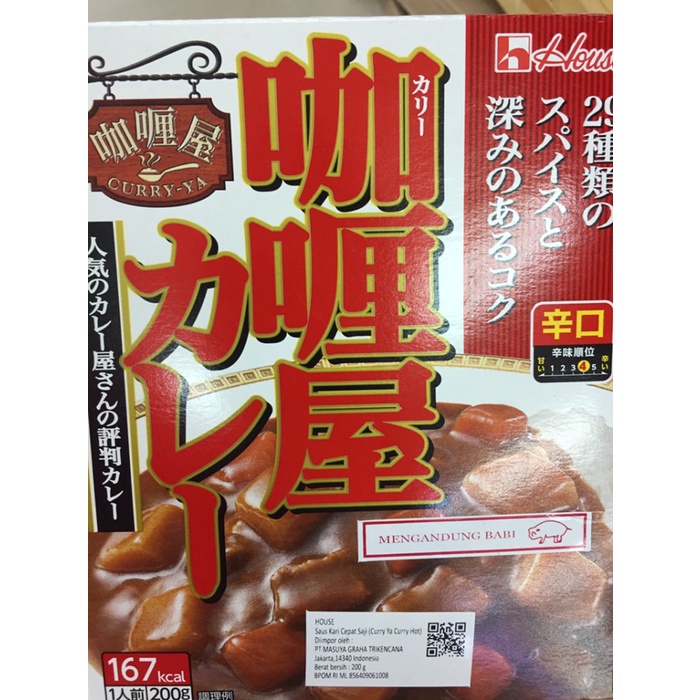 House
29種類の
スパイスと
深みのあるコク
カリー
咖喱屋
カレー
咖喱屋
CURRY-YA
人気のカレー屋さんの評判カレー
辛口
辛味順位
甘い 1 2 3 4 5 辛い
MENGANDUNG BABI
HOUSE
Saus Kari Cepat Saji (Curry Ya Curry Hot)
Diimpor oleh :
PT MASUYA GRAHA TRIKENCANA
Jakarta,14340 Indonesia
Berat bersih : 200 g
BPOM RI ML 856409061008
167kcal
1人前 200g
調理例